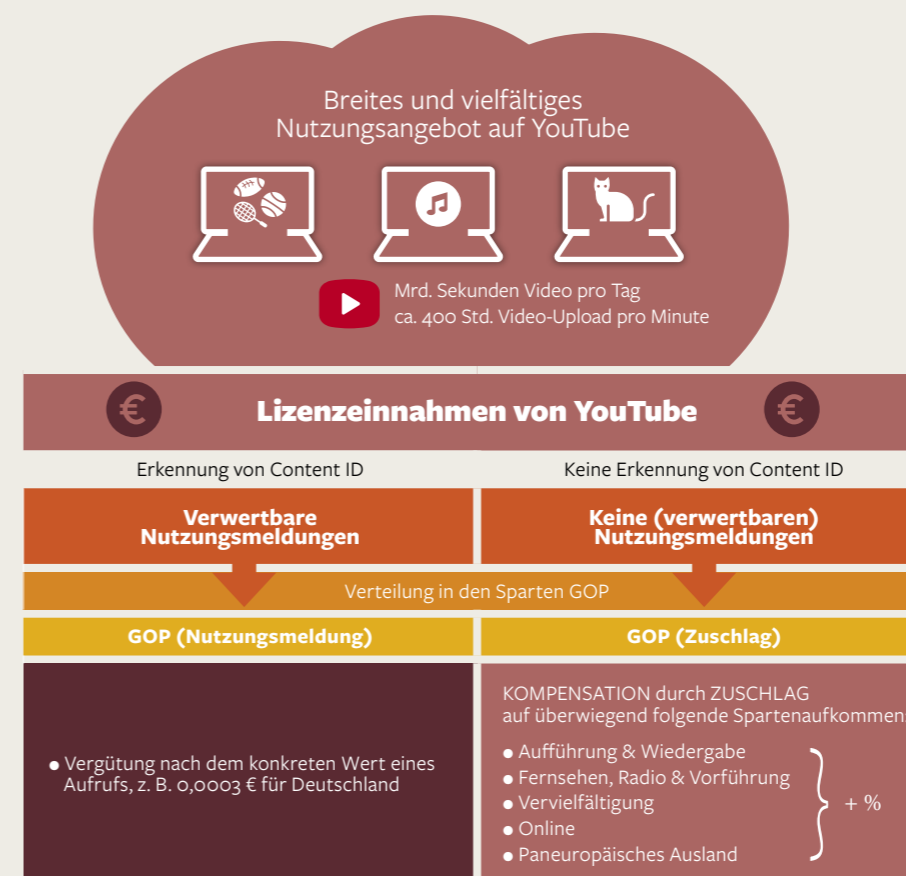 Breites und vielfältiges
Nutzungsangebot auf YouTube
Mrd. Sekunden Video pro Tag
ca. 400 Std. Video-Upload pro Minute
€ Lizenzeinnahmen von YouTube €
Erkennung von Content ID
Keine Erkennung von Content ID
Verwertbare
Nutzungsmeldungen
Keine (verwertbaren)
Nutzungsmeldungen
Verteilung in den Sparten GOP
GOP (Nutzungsmeldung)
GOP (Zuschlag)
● Vergütung nach dem konkreten Wert eines
Aufrufs, z. B. 0,0003 € für Deutschland
KOMPENSATION durch ZUSCHLAG
auf überwiegend folgende Spartenaufkommen:
● Aufführung & Wiedergabe
● Fernsehen, Radio & Vorführung
● Vervielfältigung
● Online
● Paneuropäisches Ausland
+ %